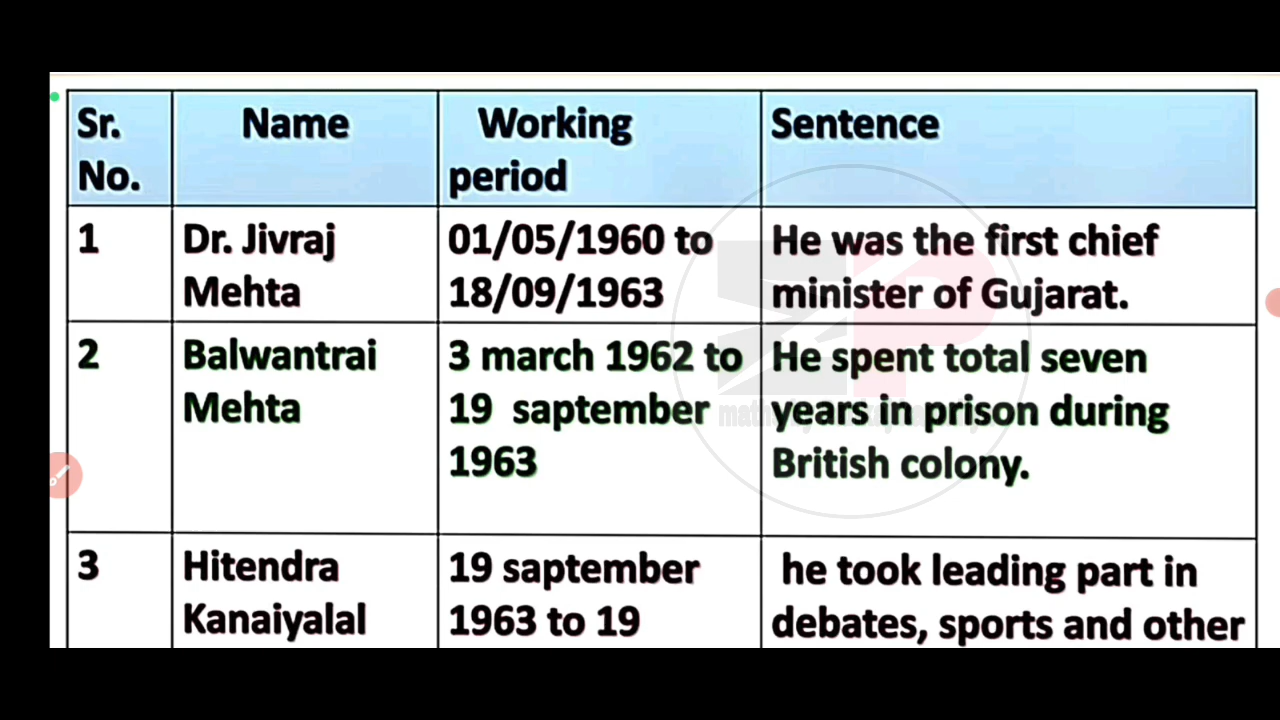 Sr. No.
Name
Working period
Sentence
1
Dr. Jivraj
Mehta
01/05/1960 to
18/09/1963
He was the first chief
minister of Gujarat.
2
Balwantrai
Mehta
3 march 1962 to
19 saptember
1963
He spent total seven
years in prison during
British colony.
3
Hitendra
Kanaiyalal
19 saptember
1963 to 19
he took leading part in
debates, sports and other